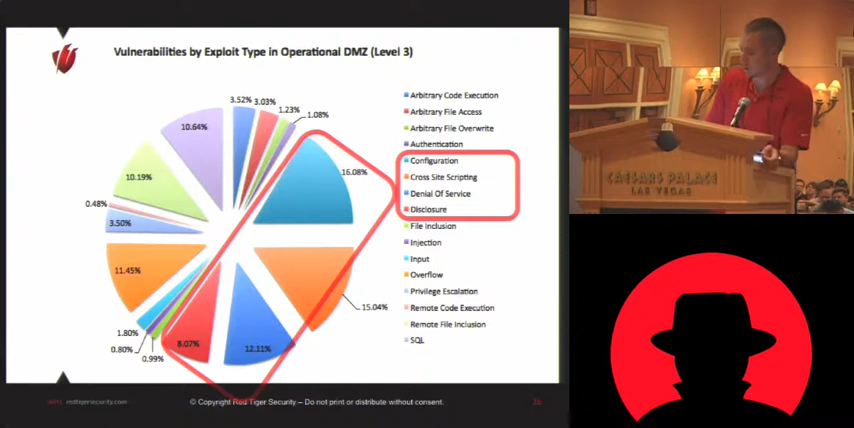 Vulnerabilities by Exploit Type in Operational DMZ (Level 3)
3.52%
3.03%
1.23%
1.08%
10.64%
16.08%
10.19%
0.48%
3.50%
11.45%
15.04%
1.80%
0.80%
0.99%
8.07%
12.11%
Arbitrary Code Execution
Arbitrary File Access
Arbitrary File Overwrite
Authentication
Configuration
Cross Site Scripting
Denial Of Service
Disclosure
File Inclusion
Injection
Input
Overflow
Privilege Escalation
Remote Code Execution
Remote File Inclusion
SQL
redtigersecurity.com
© Copyright Red Tiger Security – Do not print or distribute without consent.
CAESARS PALACE
LAS VEGAS